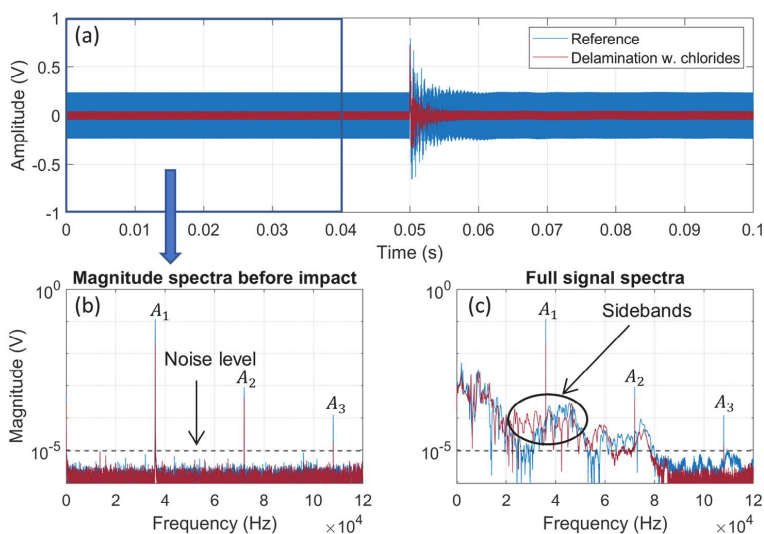 (a)
Reference
Delamination w. chlorides
Amplitude (V)
1
0.5
0
-0.5
-1
0 0.01 0.02 0.03 0.04 0.05 0.06 0.07 0.08 0.09 0.1
Time (s)
Magnitude spectra before impact
(b)
A1
Noise level
A2
A3
Magnitude (V)
10^0
10^-5
0 2 4 6 8 10 12
Frequency (Hz)
×10^4
Full signal spectra
(c)
A1
Sidebands
A2
A3
10^0
10^-5
0 2 4 6 8 10 12
Frequency (Hz)
×10^4